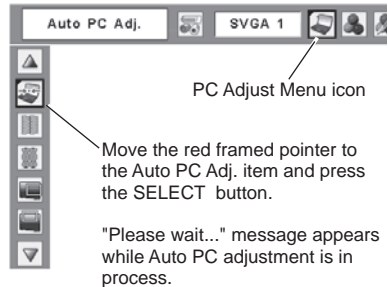 Auto PC Adj.
SVGA 1
PC Adjust Menu icon
Move the red framed pointer to
the Auto PC Adj. item and press
the SELECT button.
"Please wait..." message appears
while Auto PC adjustment is in
process.